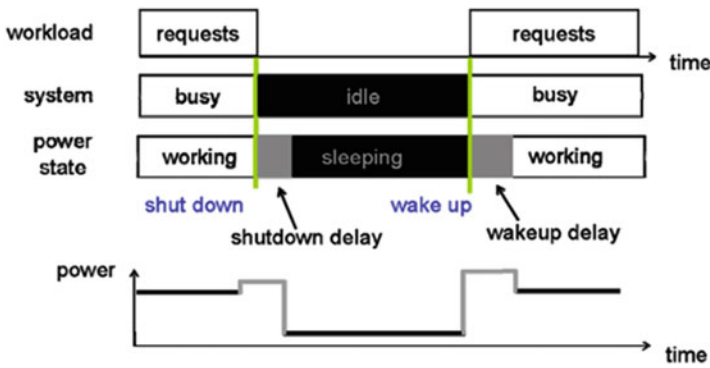 workload requests requests
time
system busy idle busy
power
state working sleeping working
shut down wake up
shutdown delay wakeup delay
power
time